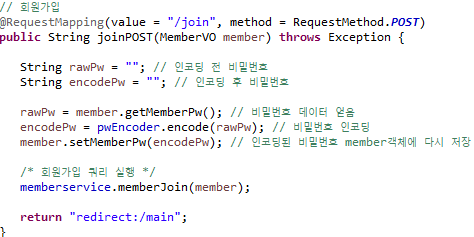 // 회원가입
@RequestMapping(value = "/join", method = RequestMethod.POST)
public String joinPOST(MemberVO member) throws Exception {
String rawPw = ""; // 인코딩 전 비밀번호
String encodePw = ""; // 인코딩 후 비밀번호
rawPw = member.getMemberPw(); // 비밀번호 데이터 얻음
encodePw = pwEncoder.encode(rawPw); // 비밀번호 인코딩
member.setMemberPw(encodePw); // 인코딩된 비밀번호 member객체에 다시 저장
/* 회원가입 쿼리 실행 */
memberservice.memberJoin(member);
return "redirect:/main";
}